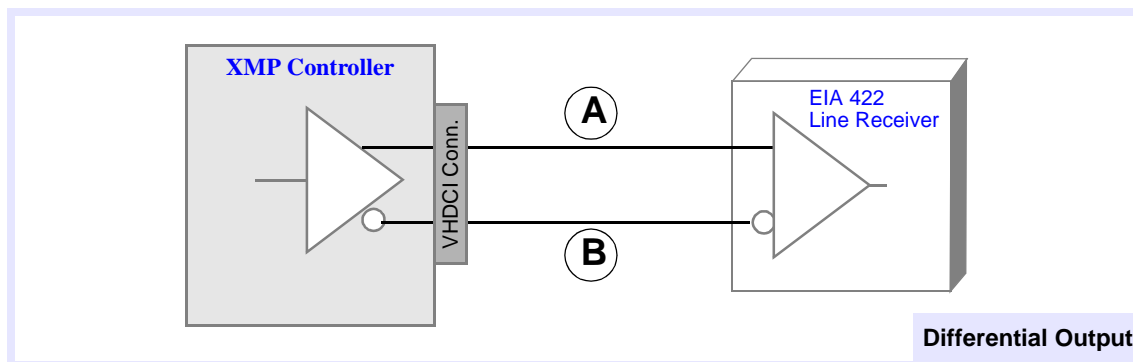 XMP Controller
EIA 422
Line Receiver
A
VHDCI Conn.
B
Differential Output